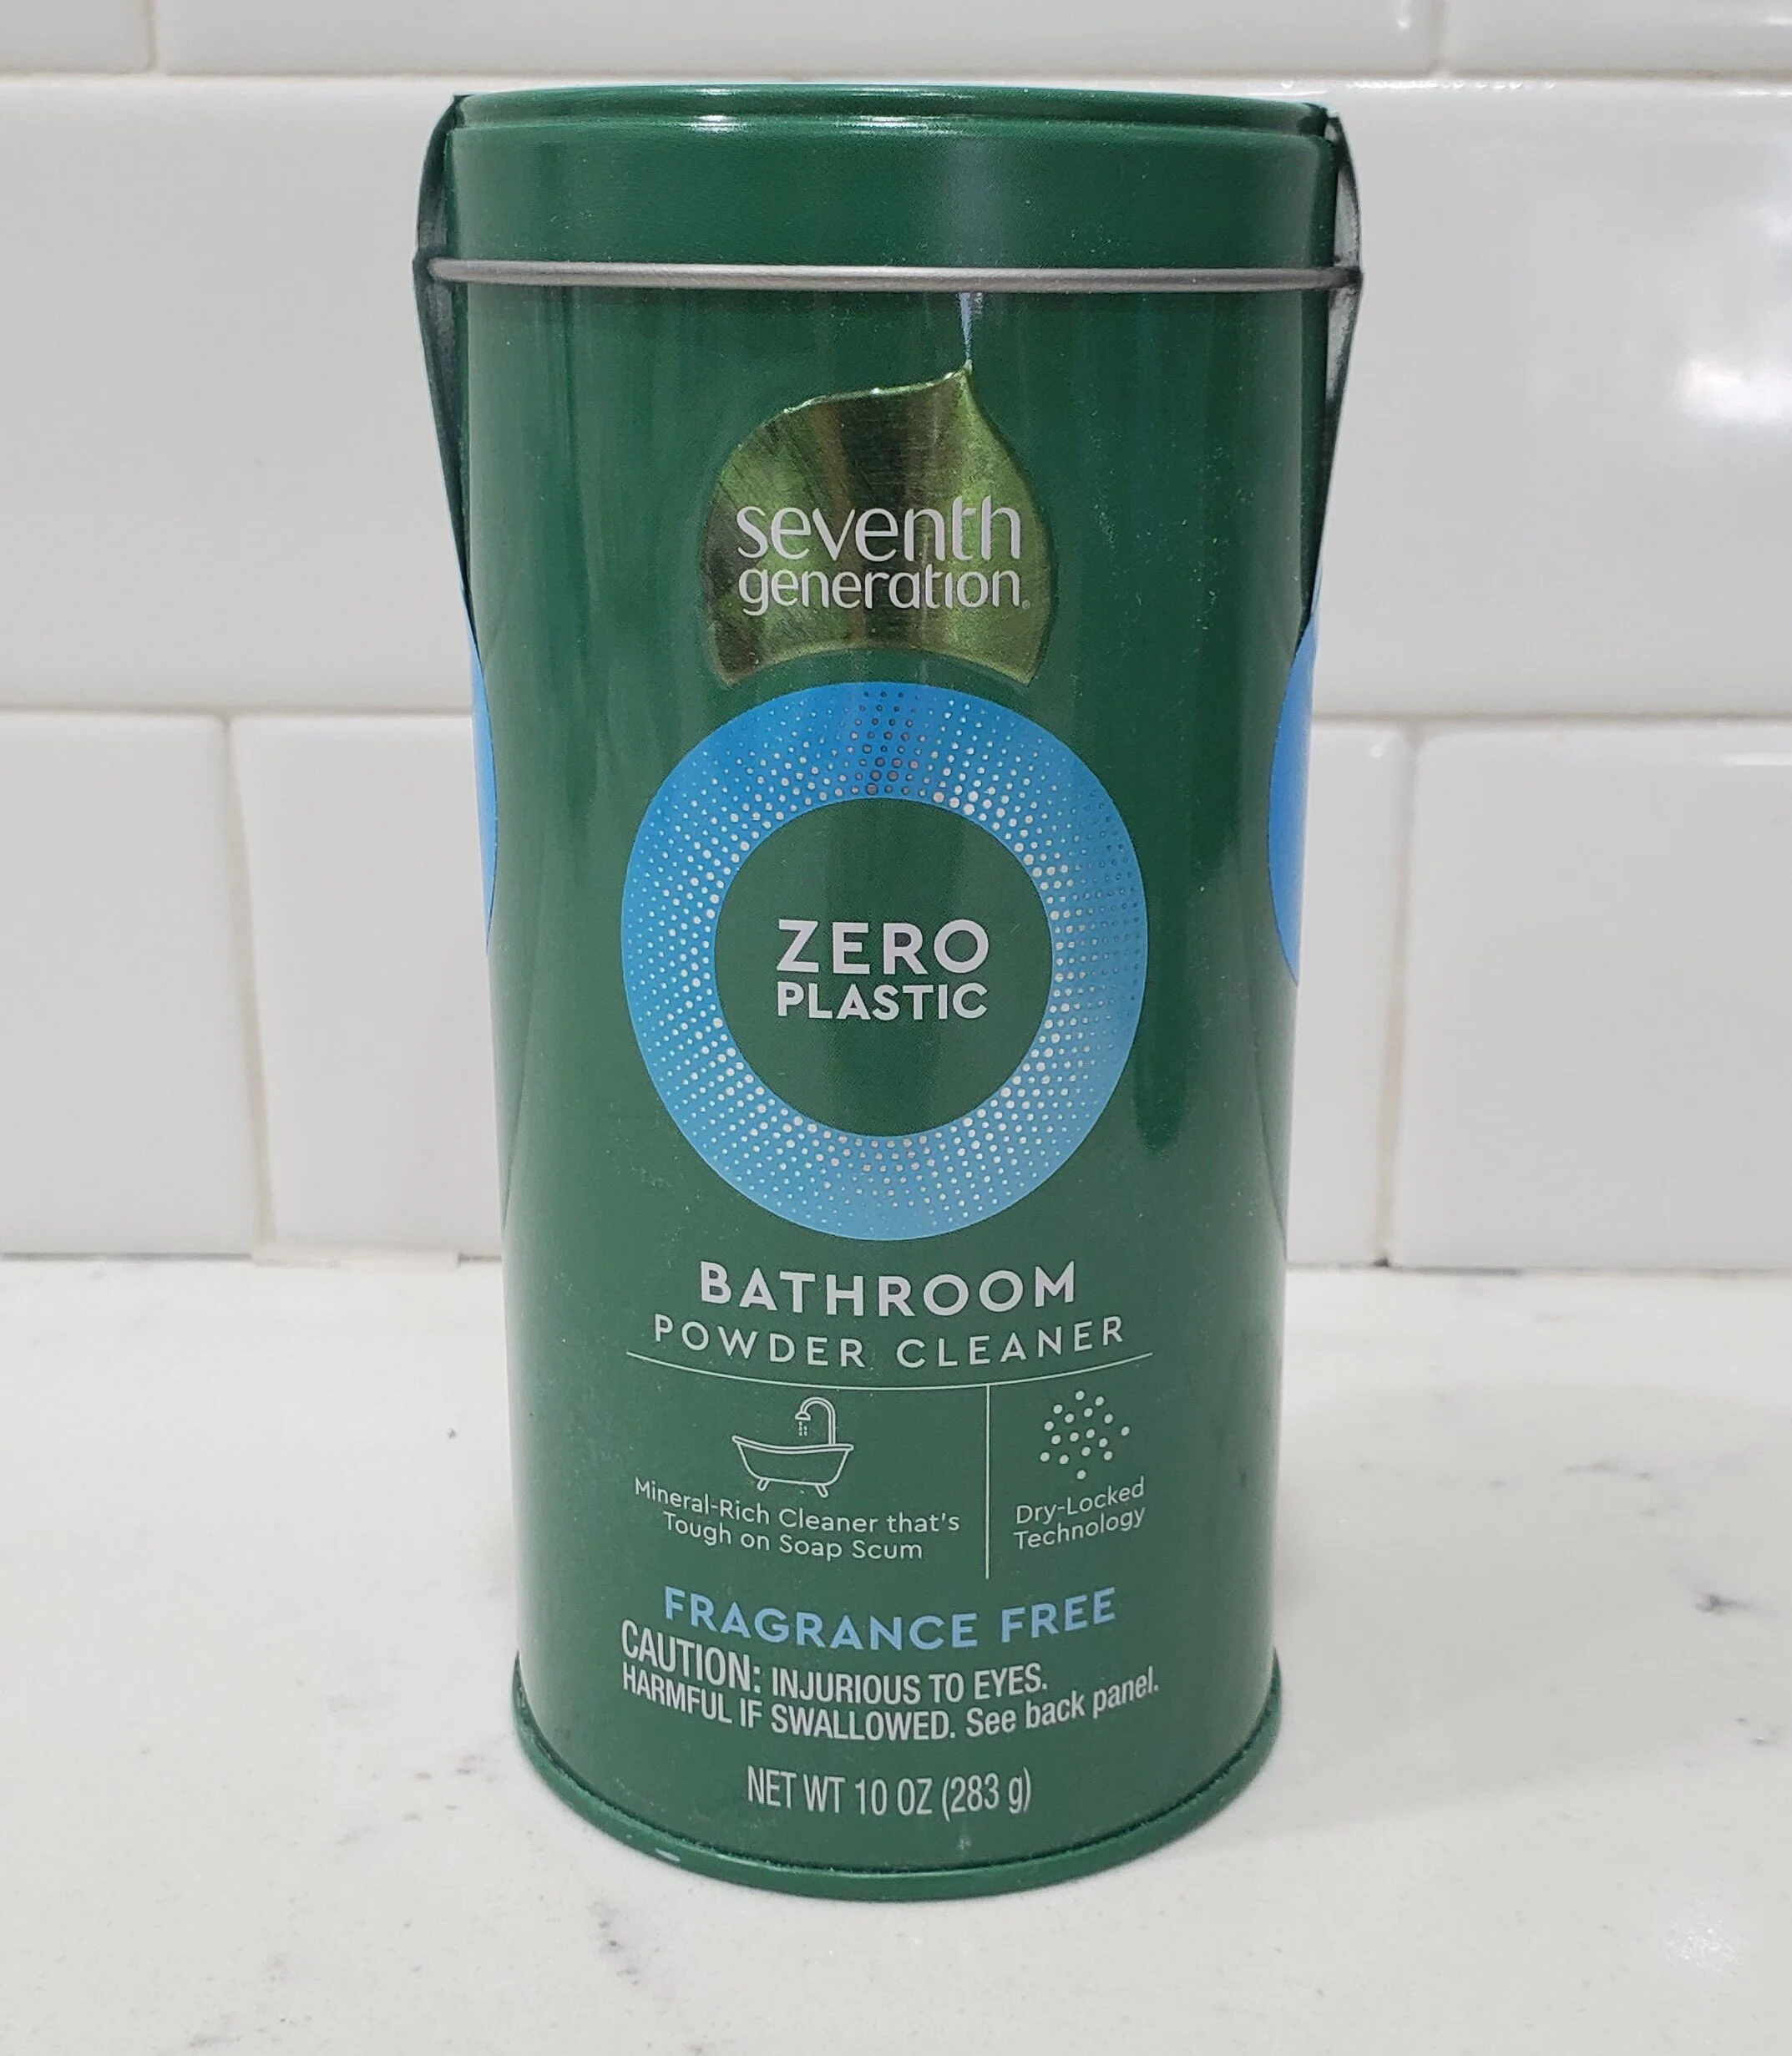 seventh
generation®
ZERO
PLASTIC
BATHROOM
POWDER CLEANER
Mineral-Rich Cleaner that's
Tough on Soap Scum
Dry-Locked
Technology
FRAGRANCE FREE
CAUTION: INJURIOUS TO EYES.
HARMFUL IF SWALLOWED. See back panel.
NET WT 10 OZ (283 g)